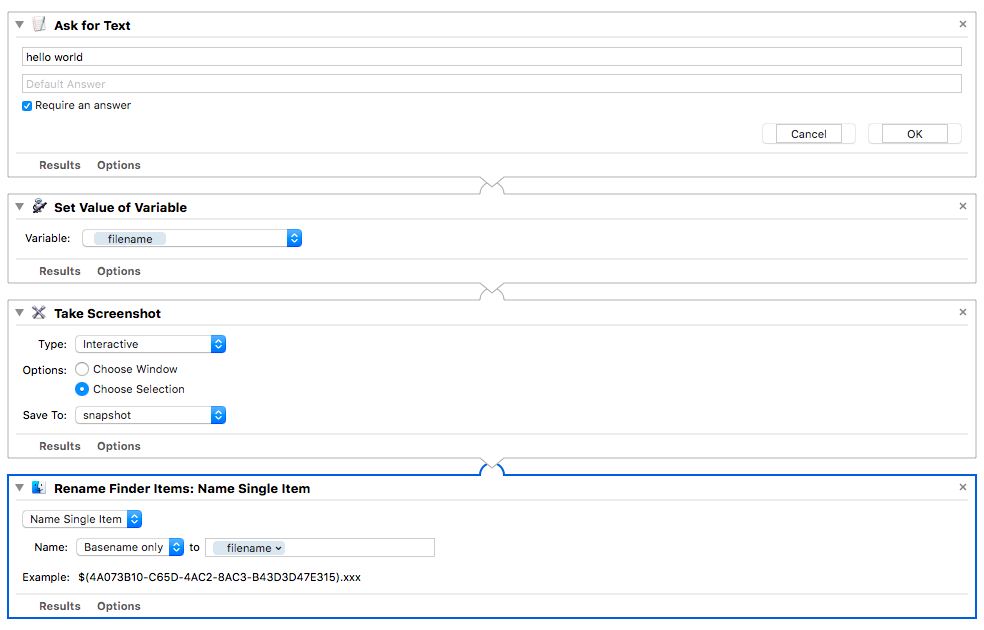 Ask for Text
hello world
Default Answer
Require an answer
Cancel OK
Results Options
Set Value of Variable
Variable: filename
Results Options
Take Screenshot
Type: Interactive
Options: Choose Window
Choose Selection
Save To: snapshot
Results Options
Rename Finder Items: Name Single Item
Name Single Item
Name: Basename only to filename
Example: $(4A073B10-C65D-4AC2-8AC3-B43D3D47E315).xxx
Results Options